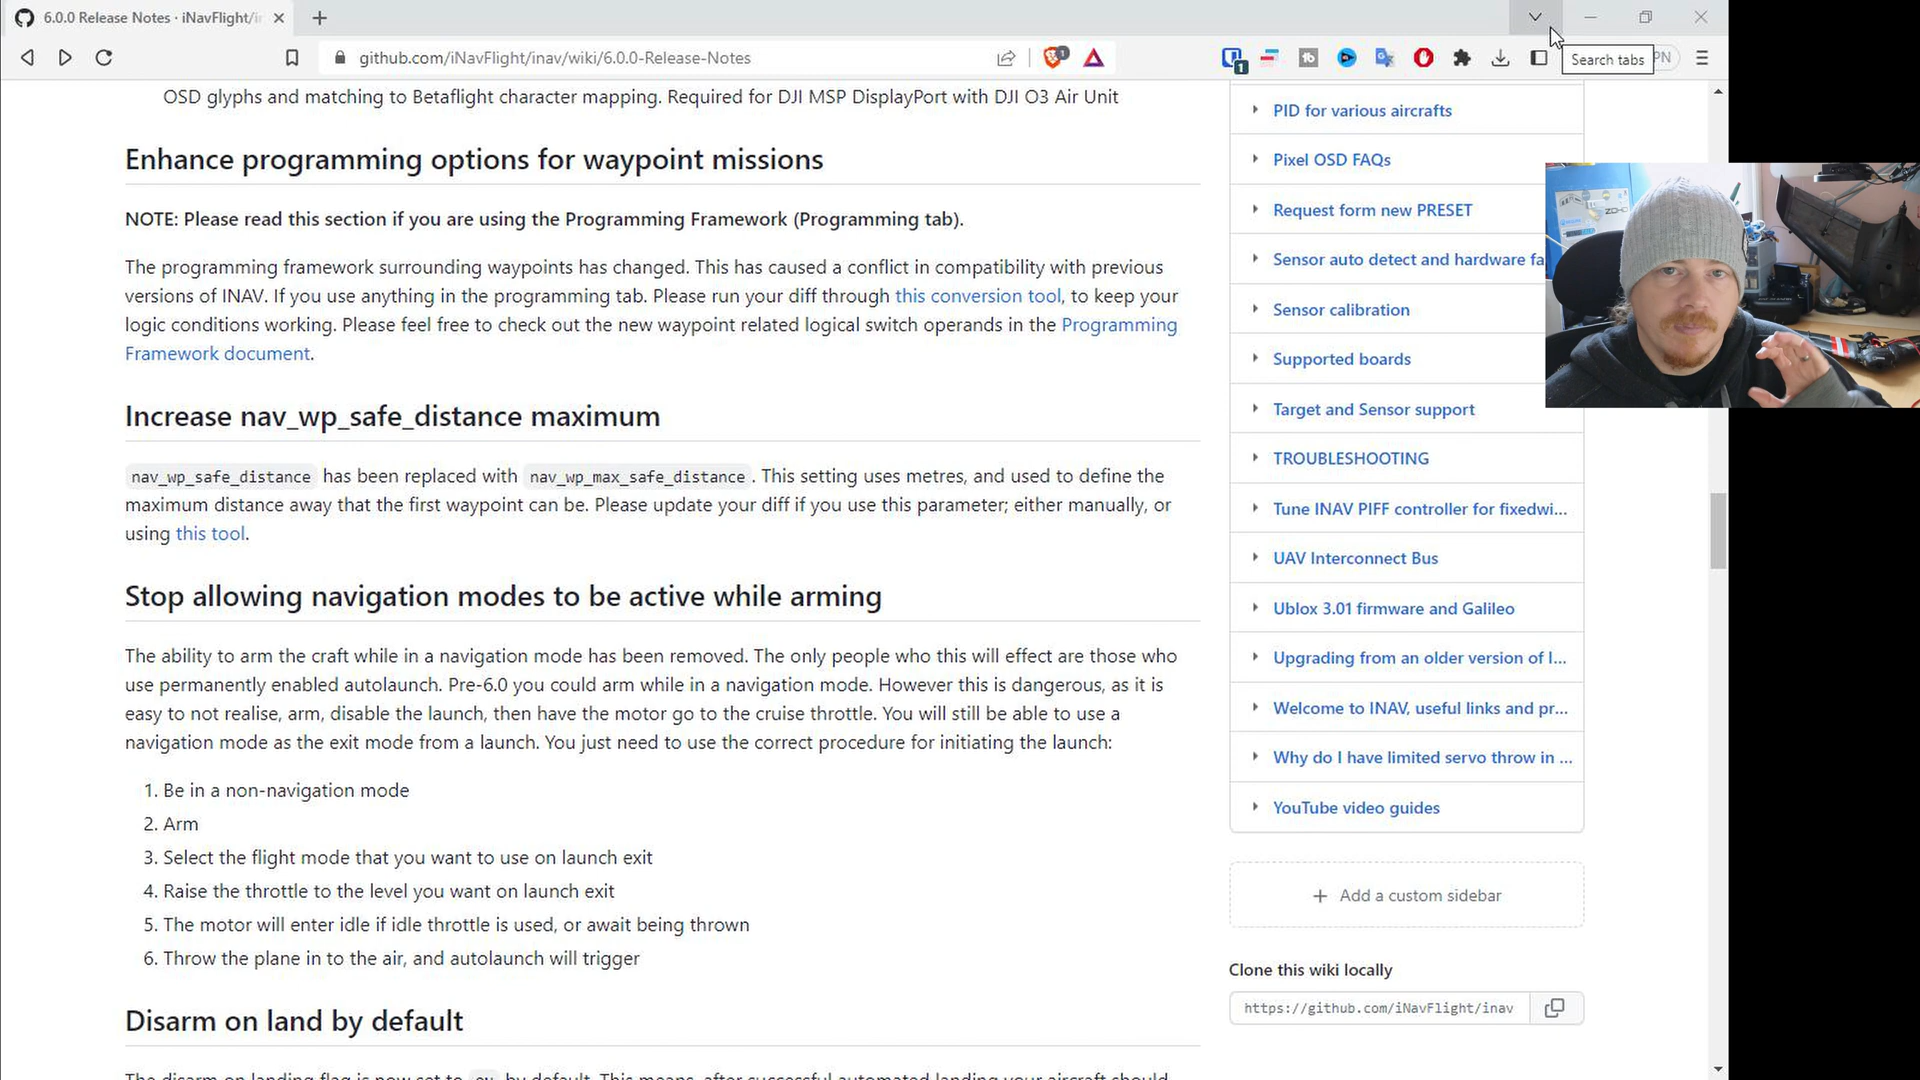 6.0.0 Release Notes · iNavFlight/i
github.com/iNavFlight/inav/wiki/6.0.0-Release-Notes
1
1
PN
Search tabs
OSD glyphs and matching to Betaflight character mapping. Required for DJI MSP DisplayPort with DJI O3 Air Unit
Enhance programming options for waypoint missions
NOTE: Please read this section if you are using the Programming Framework (Programming tab).
The programming framework surrounding waypoints has changed. This has caused a conflict in compatibility with previous
versions of INAV. If you use anything in the programming tab. Please run your diff through this conversion tool, to keep your
logic conditions working. Please feel free to check out the new waypoint related logical switch operands in the Programming
Framework document.
Increase nav_wp_safe_distance maximum
nav_wp_safe_distance has been replaced with nav_wp_max_safe_distance. This setting uses metres, and used to define the
maximum distance away that the first waypoint can be. Please update your diff if you use this parameter; either manually, or
using this tool.
Stop allowing navigation modes to be active while arming
The ability to arm the craft while in a navigation mode has been removed. The only people who this will effect are those who
use permanently enabled autolaunch. Pre-6.0 you could arm while in a navigation mode. However this is dangerous, as it is
easy to not realise, arm, disable the launch, then have the motor go to the cruise throttle. You will still be able to use a
navigation mode as the exit mode from a launch. You just need to use the correct procedure for initiating the launch:
1. Be in a non-navigation mode
2. Arm
3. Select the flight mode that you want to use on launch exit
4. Raise the throttle to the level you want on launch exit
5. The motor will enter idle if idle throttle is used, or await being thrown
6. Throw the plane in to the air, and autolaunch will trigger
Disarm on land by default
The disarm on landing flag is now set to on by default. This means, after successful automated landing your aircraft should
PID for various aircrafts
Pixel OSD FAQs
Request form new PRESET
Sensor auto detect and hardware fa
Sensor calibration
Supported boards
Target and Sensor support
TROUBLESHOOTING
Tune INAV PIFF controller for fixedwi...
UAV Interconnect Bus
Ublox 3.01 firmware and Galileo
Upgrading from an older version of I...
Welcome to INAV, useful links and pr...
Why do I have limited servo throw in ...
YouTube video guides
+ Add a custom sidebar
Clone this wiki locally
https://github.com/iNavFlight/inav